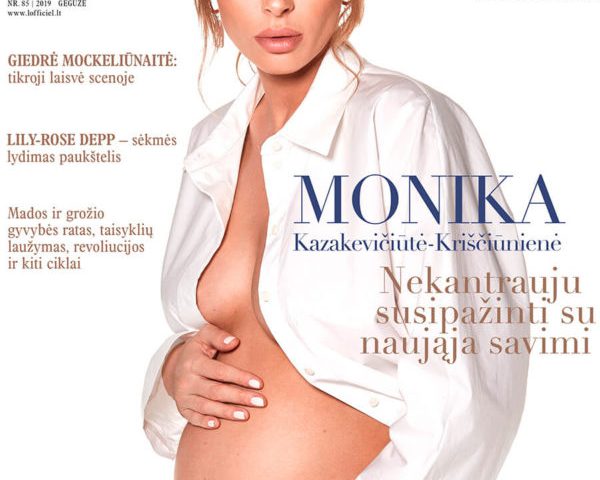 NR. 85 | 2019 GEGUŽĖ
www.lofficiel.lt
GIEDRĖ MOCKELIŪNAITĖ:
tikroji laisvė scenoje
LILY-ROSE DEPP – sėkmės
lydimas paukštelis
Mados ir grožio
gyvybės ratas, taisyklių
laužymas, revoliucijos
ir kiti ciklai
MONIKA
Kazakevičiūtė-Kriščiūnienė
Nekantrauju
susipažinti su
naująja savimi